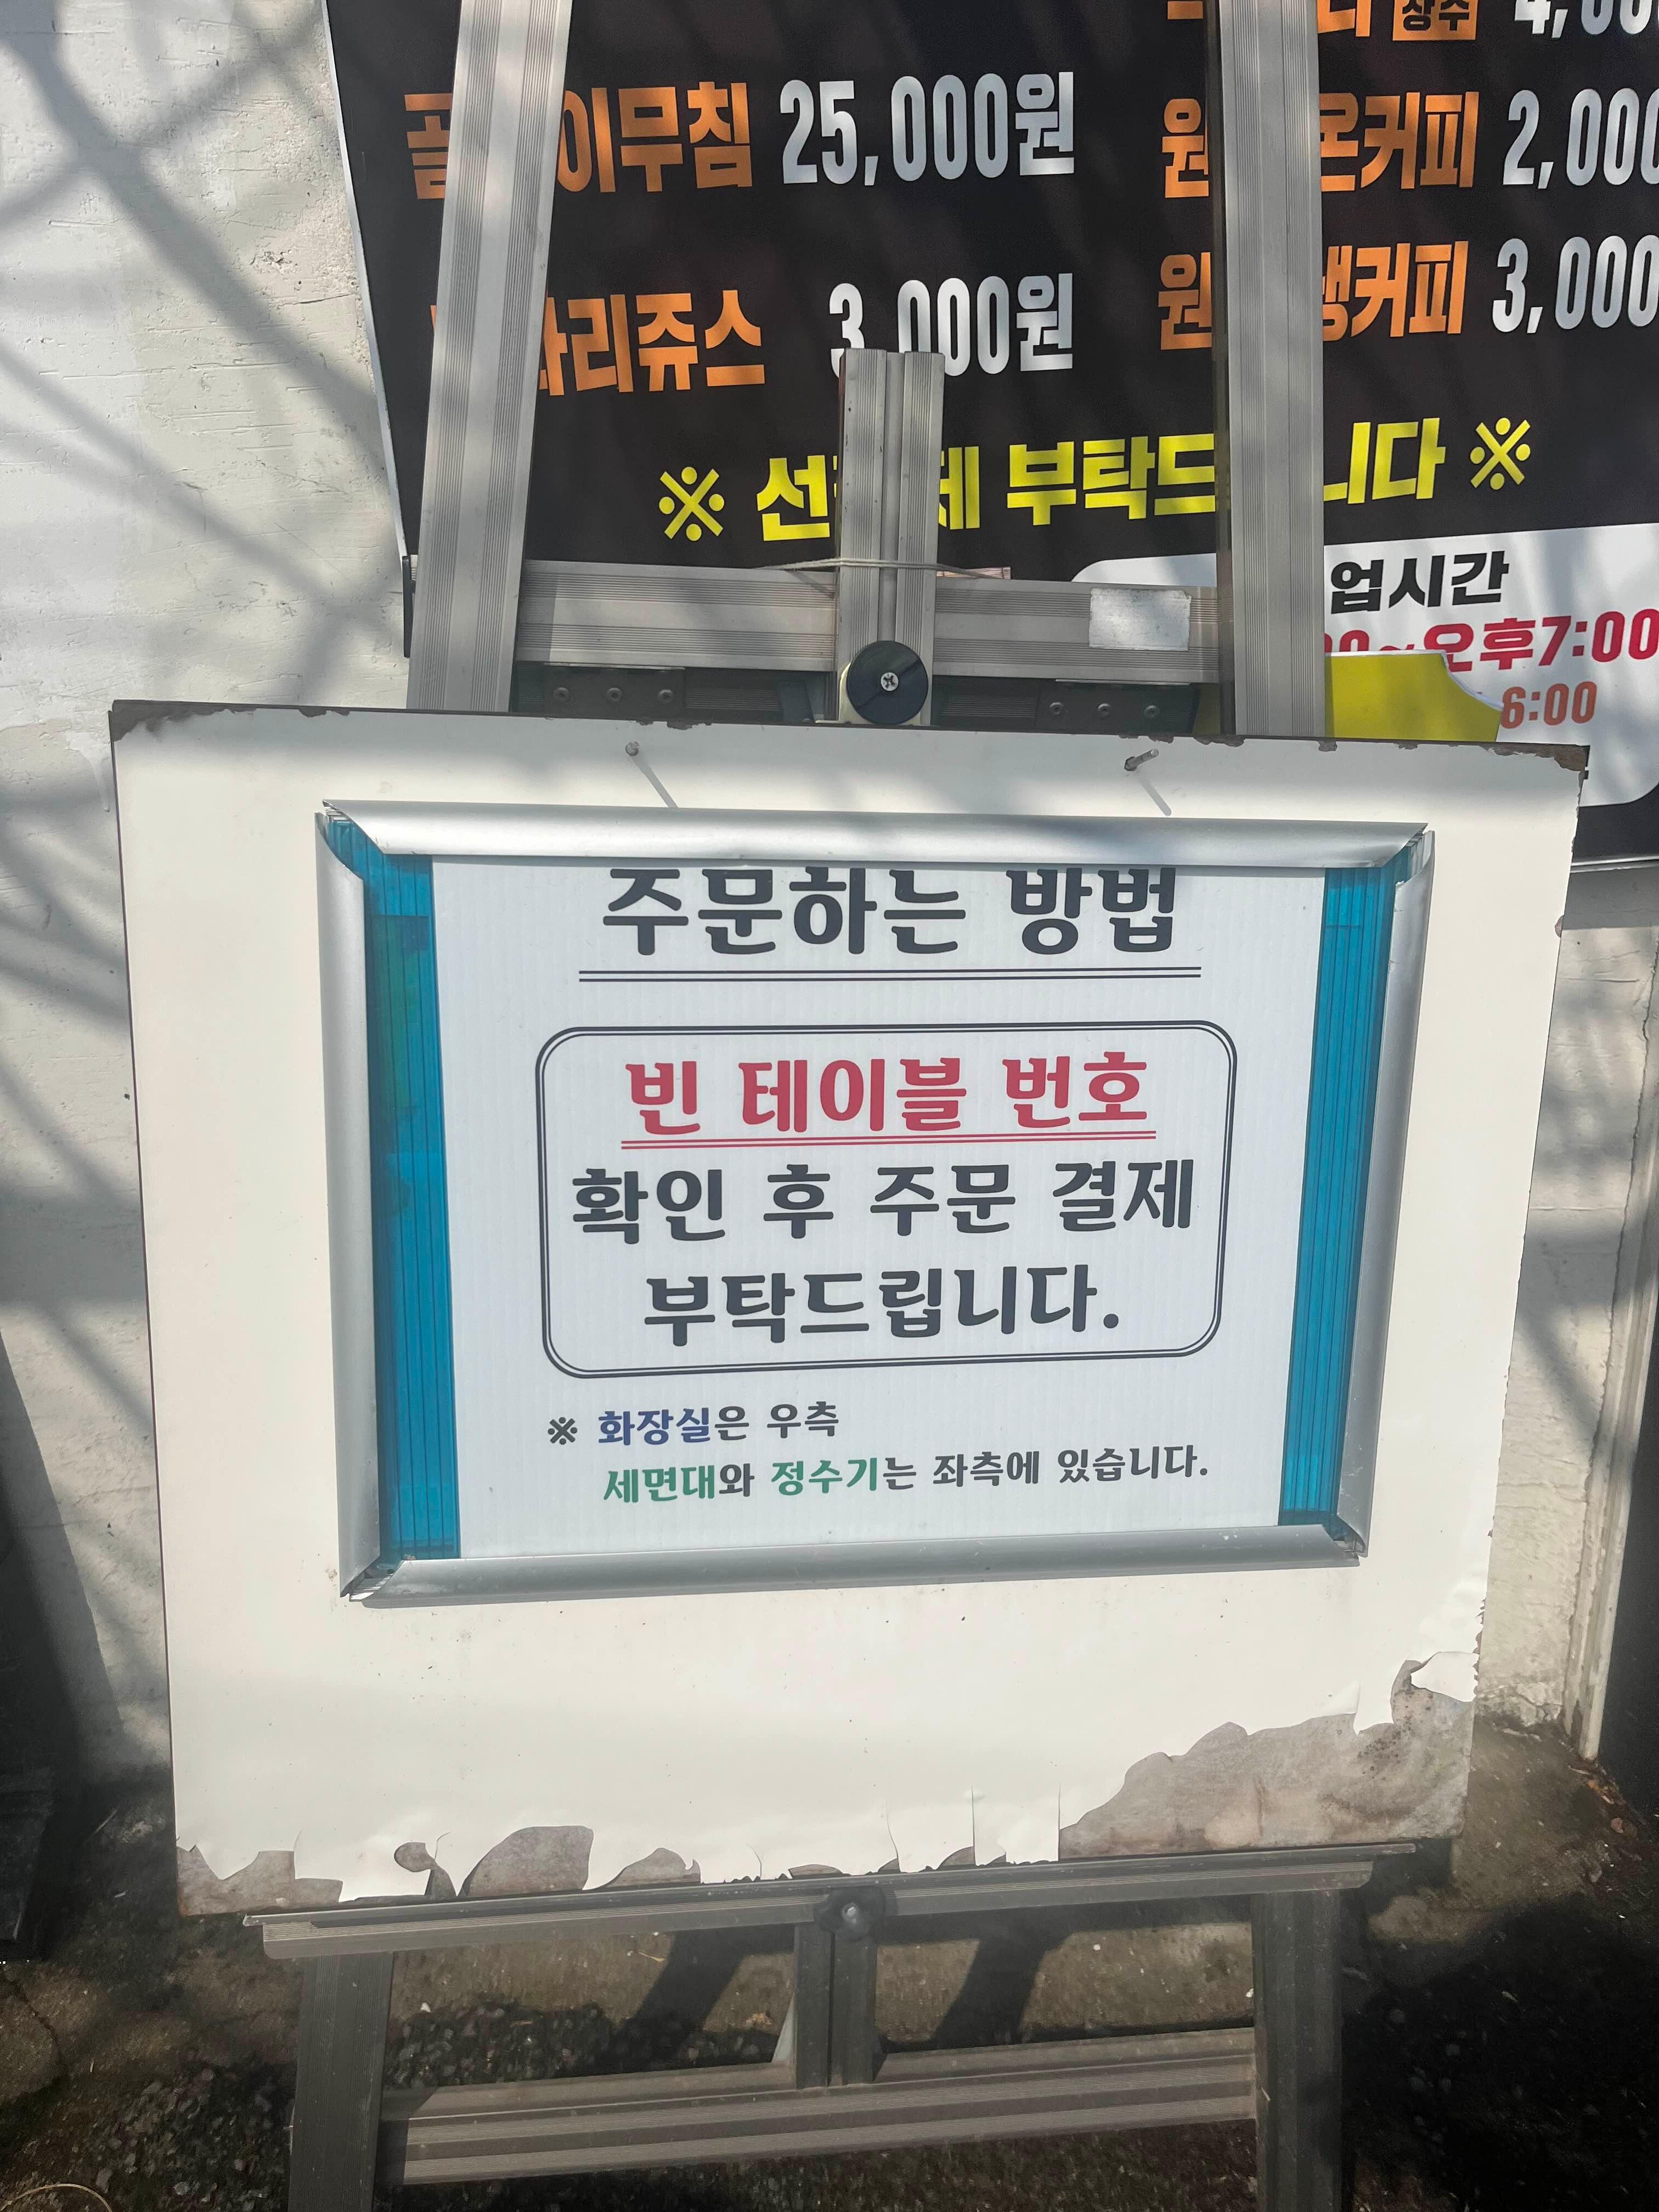 상수 4,00
이무침 25,000원
커피 2,000
리쥬스 3,000원
커피 3,000
※ 부탁드 니다 ※
업시간
오후7:00
6:00
주문하는 방법
빈 테이블 번호
확인 후 주문 결제
부탁드립니다.
※ 화장실은 우측
세면대와 정수기는 좌측에 있습니다.